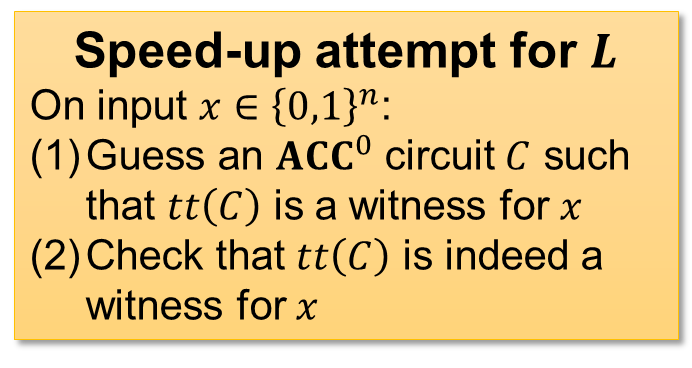 Speed-up attempt for 𝐿
On input 𝑥 ∈ {0,1}ⁿ:
(1) Guess an ACC⁰ circuit 𝐶 such
that 𝑡𝑡(𝐶) is a witness for 𝑥
(2) Check that 𝑡𝑡(𝐶) is indeed a
witness for 𝑥